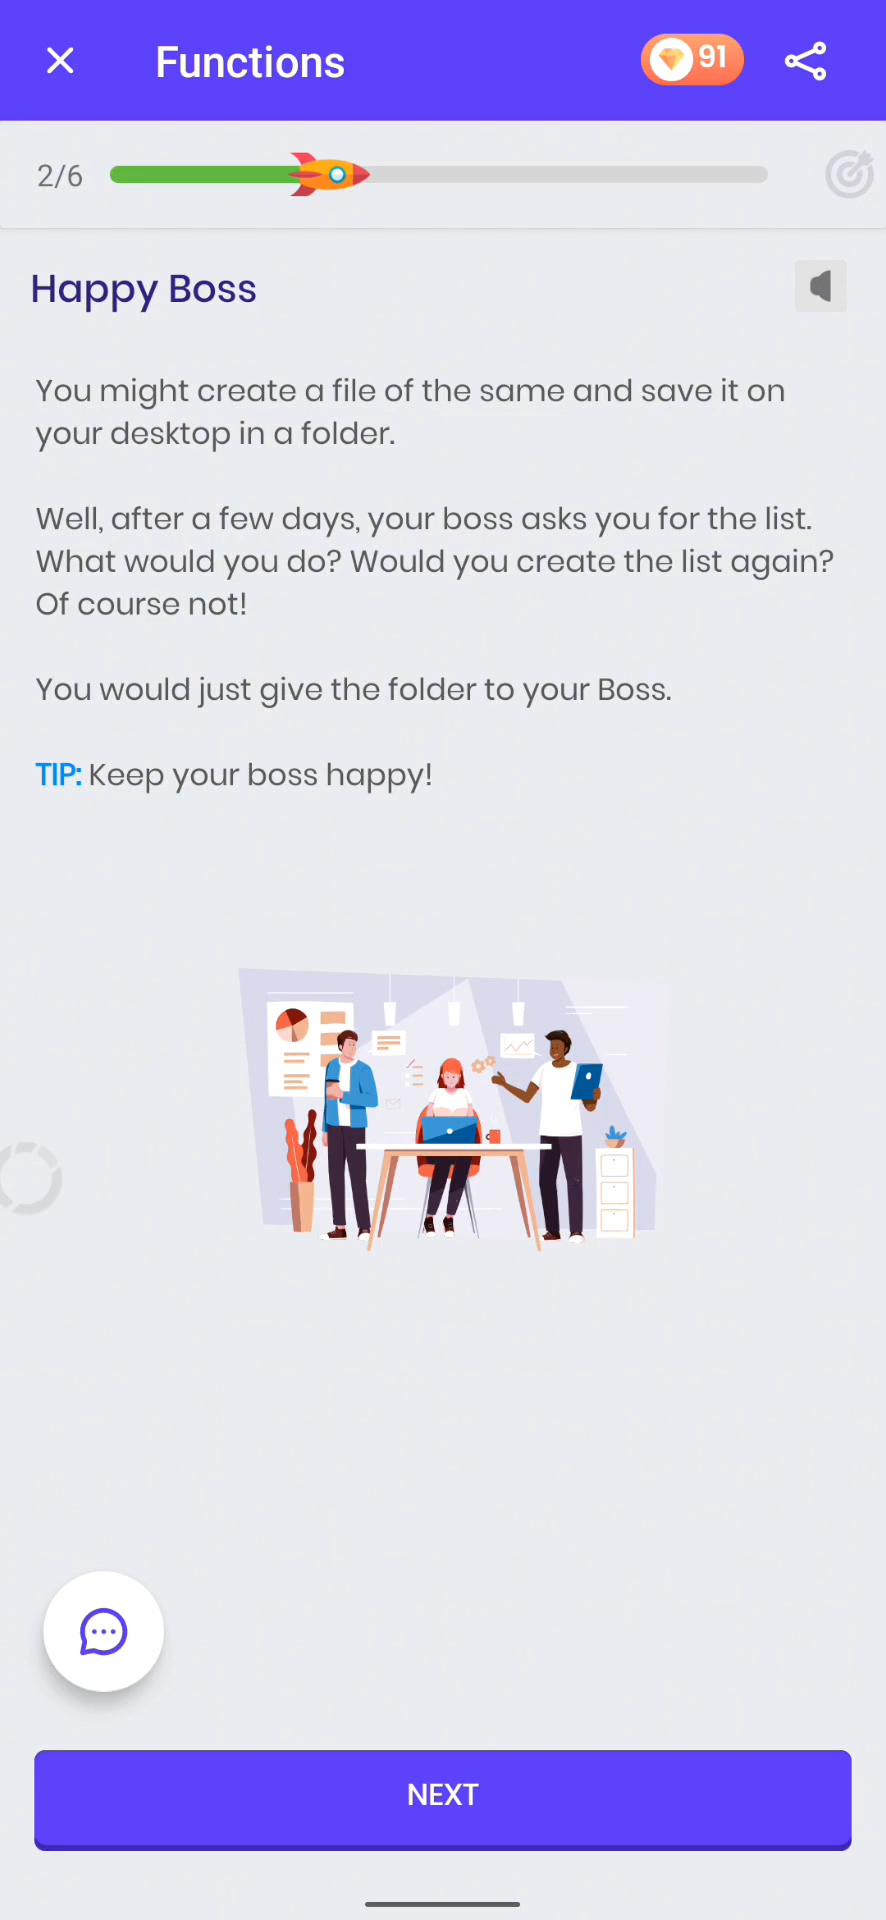 Functions
91
2/6
Happy Boss
You might create a file of the same and save it on
your desktop in a folder.
Well, after a few days, your boss asks you for the list.
What would you do? Would you create the list again?
Of course not!
You would just give the folder to your Boss.
TIP: Keep your boss happy!
NEXT